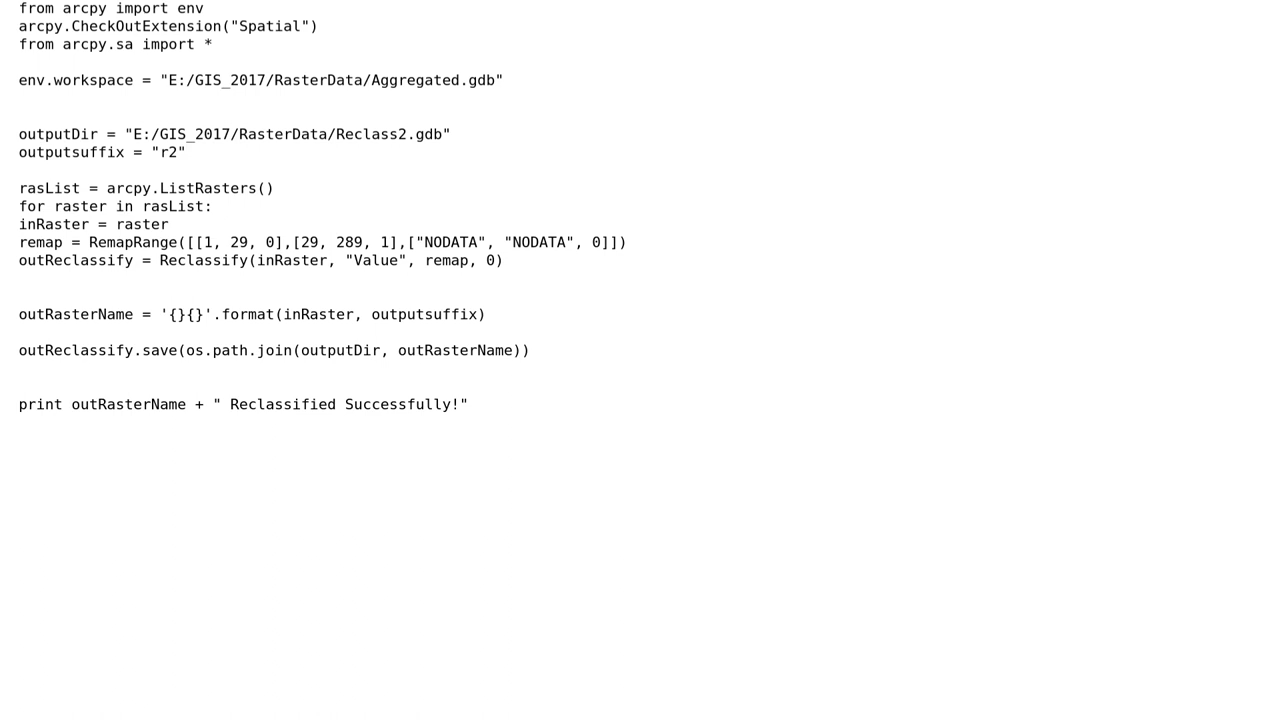 from arcpy import env
arcpy.CheckOutExtension("Spatial")
from arcpy.sa import *
env.workspace = "E:/GIS_2017/RasterData/Aggregated.gdb"
outputDir = "E:/GIS_2017/RasterData/Reclass2.gdb"
outputsuffix = "r2"
rasList = arcpy.ListRasters()
for raster in rasList:
inRaster = raster
remap = RemapRange([[1, 29, 0],[29, 289, 1],["NODATA", "NODATA", 0]])
outReclassify = Reclassify(inRaster, "Value", remap, 0)
outRasterName = '{}{}'.format(inRaster, outputsuffix)
outReclassify.save(os.path.join(outputDir, outRasterName))
print outRasterName + " Reclassified Successfully!"